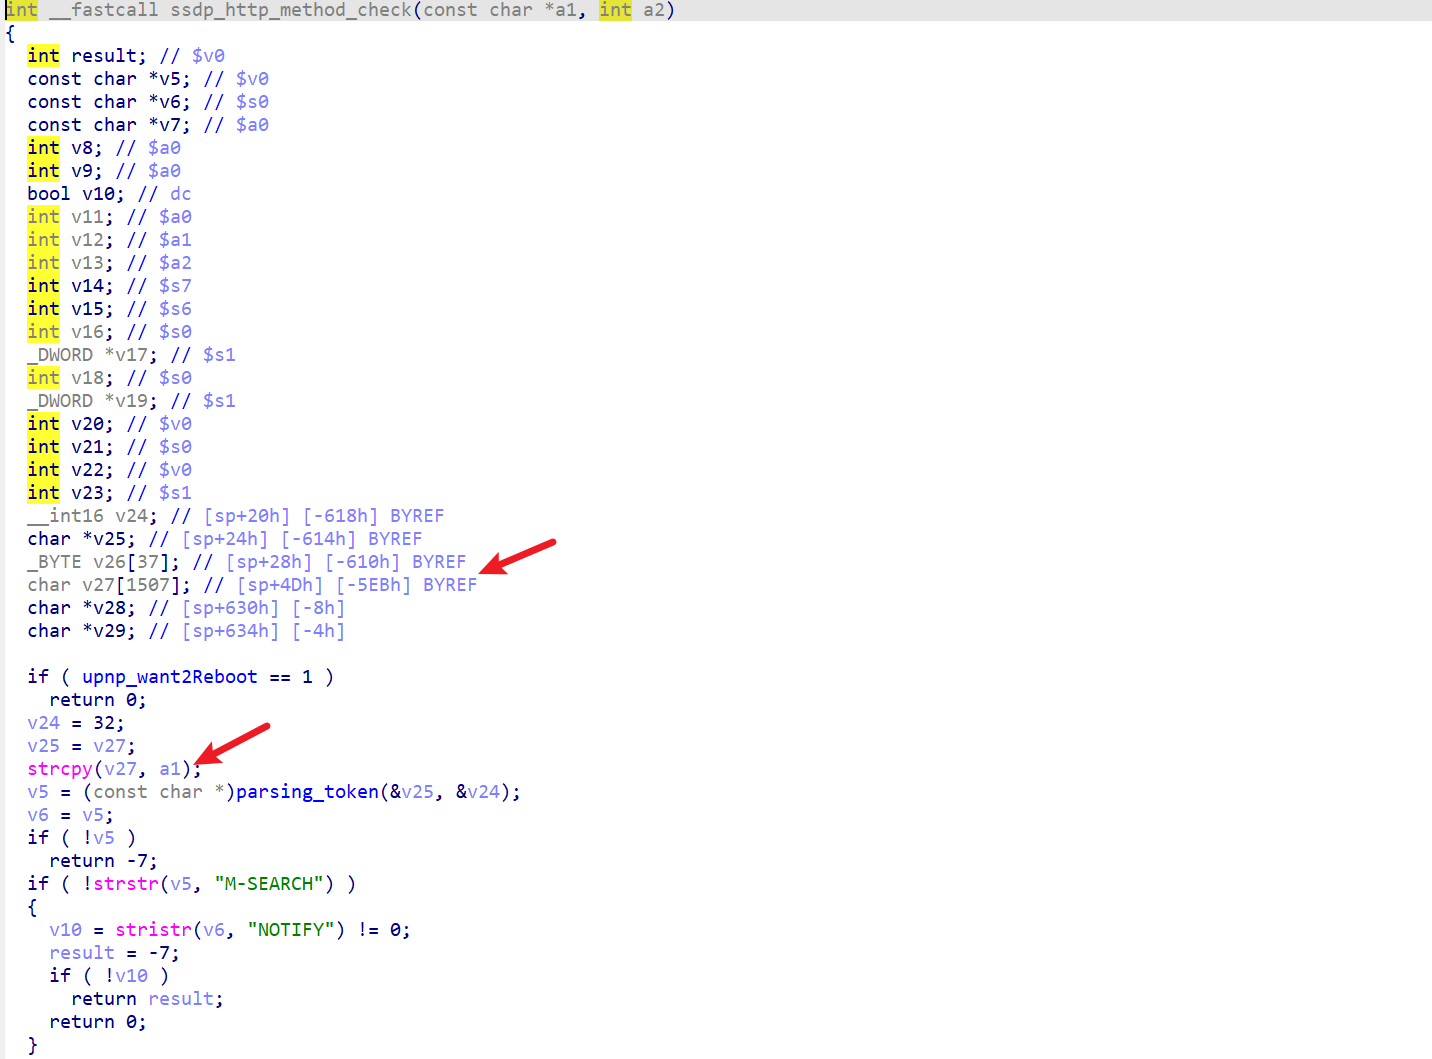 int __fastcall ssdp_http_method_check(const char *a1, int a2)
{
  int result; // $v0
  const char *v5; // $v0
  const char *v6; // $s0
  const char *v7; // $a0
  int v8; // $a0
  int v9; // $a0
  bool v10; // dc
  int v11; // $a0
  int v12; // $a1
  int v13; // $a2
  int v14; // $s7
  int v15; // $s6
  int v16; // $s0
  _DWORD *v17; // $s1
  int v18; // $s0
  _DWORD *v19; // $s1
  int v20; // $v0
  int v21; // $s0
  int v22; // $v0
  int v23; // $s1
  __int16 v24; // [sp+20h] [-618h] BYREF
  char *v25; // [sp+24h] [-614h] BYREF
  _BYTE v26[37]; // [sp+28h] [-610h] BYREF
  char v27[1507]; // [sp+4Dh] [-5EBh] BYREF
  char *v28; // [sp+630h] [-8h]
  char *v29; // [sp+634h] [-4h]

  if ( upnp_want2Reboot == 1 )
    return 0;
  v24 = 32;
  v25 = v27;
  strcpy(v27, a1);
  v5 = (const char *)parsing_token(&v25, &v24);
  v6 = v5;
  if ( !v5 )
    return -7;
  if ( !strstr(v5, "M-SEARCH") )
  {
    v10 = stristr(v6, "NOTIFY") != 0;
    result = -7;
    if ( !v10 )
      return result;
    return 0;
  }